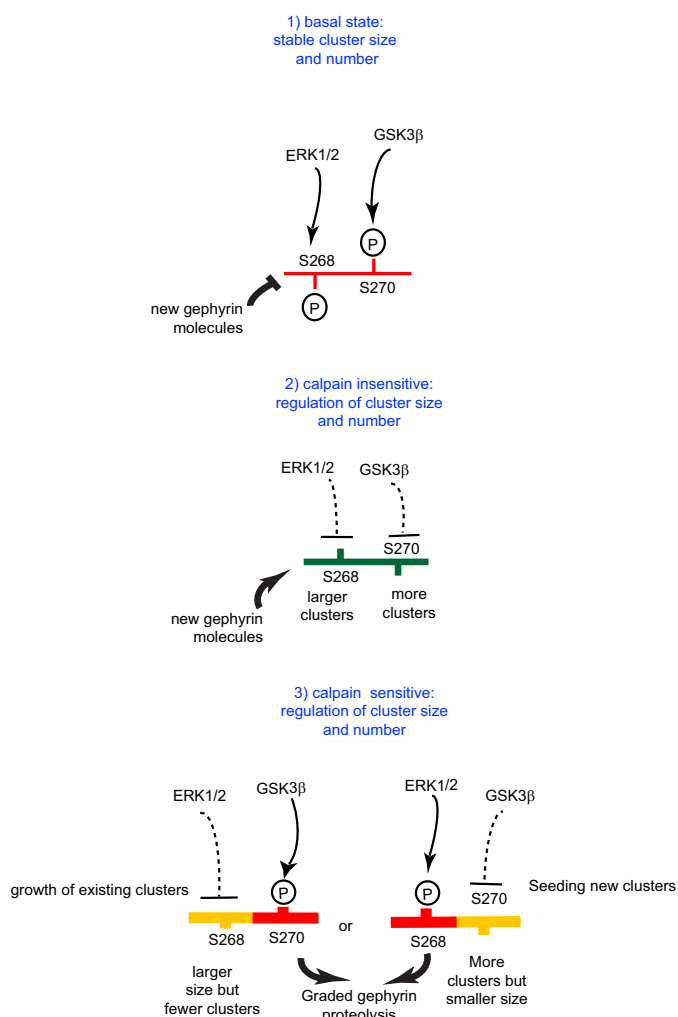 1) basal state:
stable cluster size
and number
GSK3β
ERK1/2
P
S268
S270
new gephyrin
molecules
P
2) calpain insensitive:
regulation of cluster size
and number
ERK1/2
GSK3β
S270
S268
larger
clusters
more
clusters
new gephyrin
molecules
3) calpain sensitive:
regulation of cluster size
and number
ERK1/2
GSK3β
ERK1/2
GSK3β
growth of existing clusters
P
P
S270
Seeding new clusters
S268
S270
or
S268
larger
size but
fewer clusters
Graded gephyrin
proteolysis
More
clusters but
smaller size